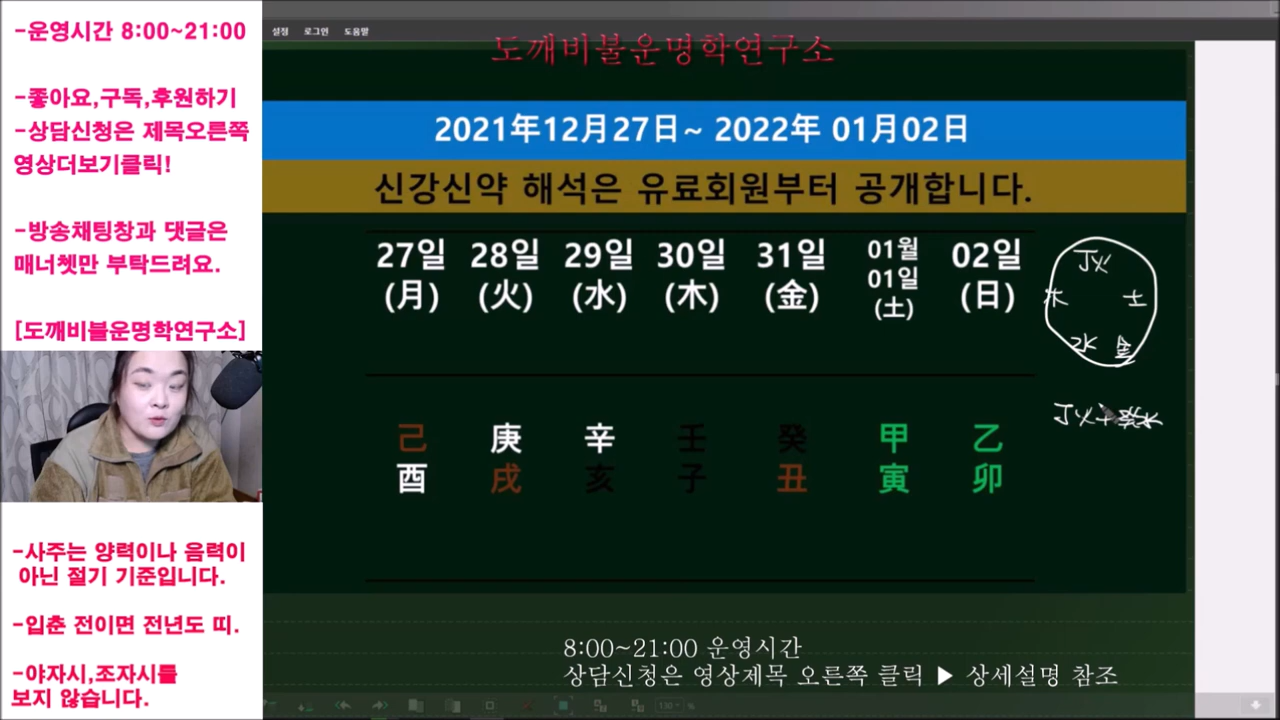 -운영시간 8:00~21:00
-좋아요,구독,후원하기
-상담신청은 제목오른쪽
영상더보기클릭!
-방송채팅창과 댓글은
매너쳇만 부탁드려요.
[도깨비불운명학연구소]
-사주는 양력이나 음력이
아닌 절기 기준입니다.
-입춘 전이면 전년도 띠.
-야자시,조자시를
보지 않습니다.
설정 로그인 도움말
도깨비불운명학연구소
2021年12月27日~ 2022年 01月02日
신강신약 해석은 유료회원부터 공개합니다.
27일 28일 29일 30일 31일 01월 01일 02일
(月) (火) (水) (木) (金) (土) (日)
己 庚 辛 壬 癸 甲 乙
酉 戌 亥 子 丑 寅 卯
丁火
木 土
水 金
丁火
8:00~21:00 운영시간
상담신청은 영상제목 오른쪽 클릭 ▶ 상세설명 참조
130 %